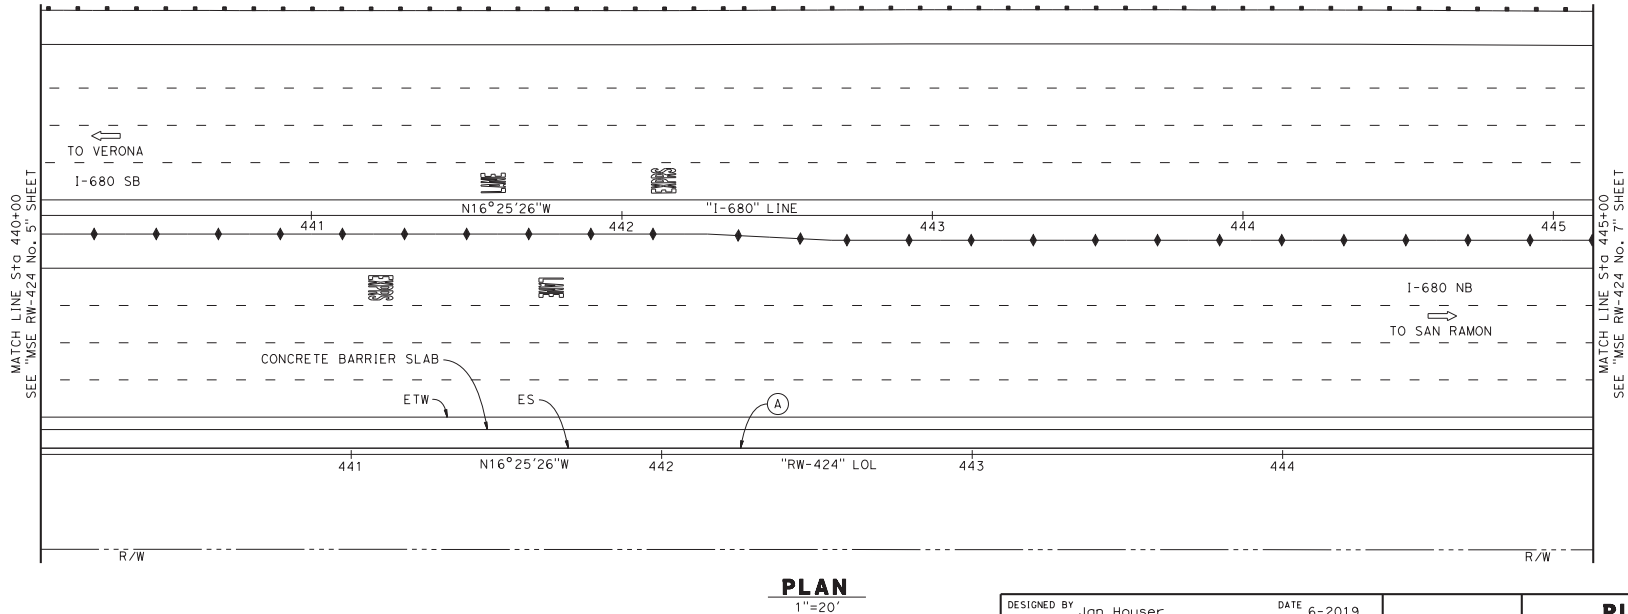 TO VERONA
I-680 SB
MATCH LINE Sta 440+00
SEE "MSE RW-424 No. 5" SHEET
MATCH LINE Sta 445+00
SEE "MSE RW-424 No. 7" SHEET
N16°25'26"W
"I-680" LINE
441
442
443
444
445
I-680 NB
TO SAN RAMON
CONCRETE BARRIER SLAB
ETW
ES
A
441
N16°25'26"W
442
"RW-424" LOL
443
444
R/W
R/W
PLAN
1"=20'
DESIGNED BY Jan Houser
DATE 6-2019